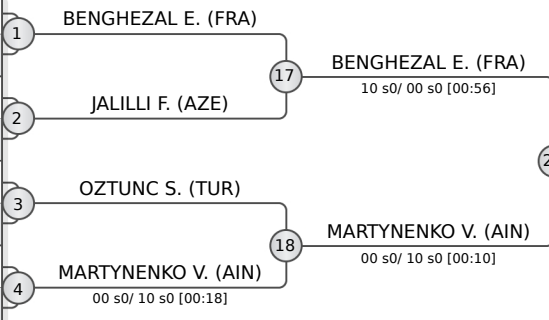 BENGHEZAL E. (FRA)
1
17
BENGHEZAL E. (FRA)
10 s0/ 00 s0 [00:56]
JALILLI F. (AZE)
2
OZTUNC S. (TUR)
3
18
MARTYNENKO V. (AIN)
00 s0/ 10 s0 [00:10]
MARTYNENKO V. (AIN)
4
00 s0/ 10 s0 [00:18]